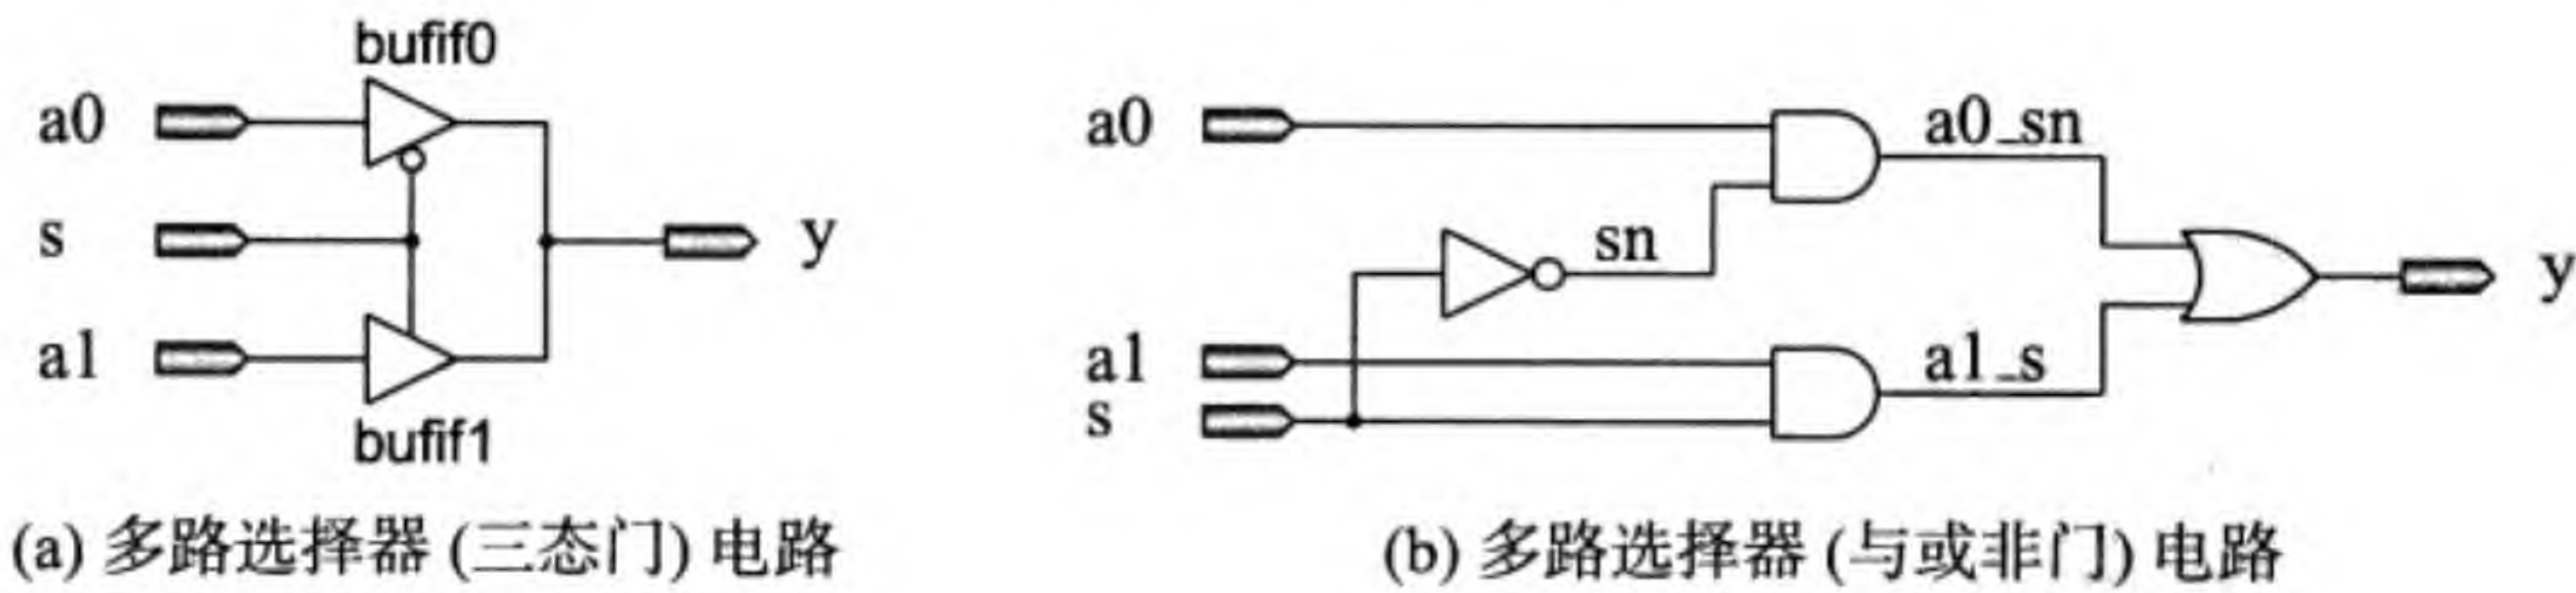 bufif0
a0
s
a1
y
bufif1
(a) 多路选择器 (三态门) 电路
a0
a0_sn
sn
a1
a1_s
s
y
(b) 多路选择器 (与或非门) 电路